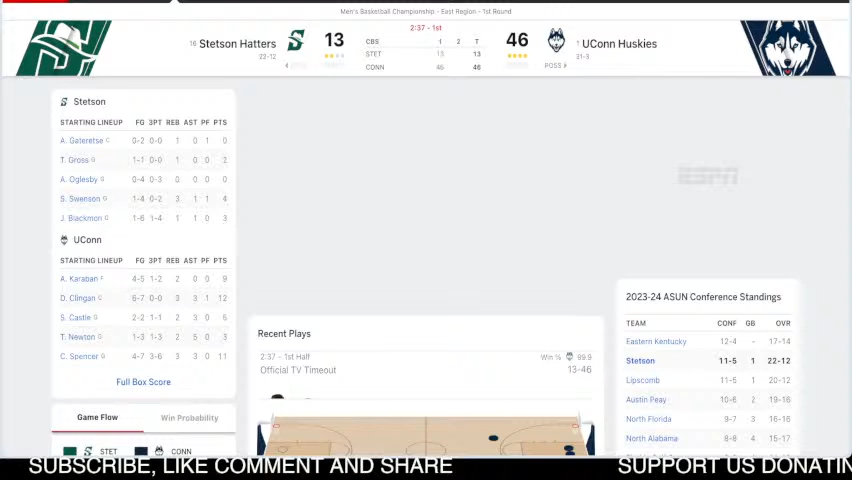 Men's Basketball Championship - East Region - 1st Round
16 Stetson Hatters 13 2:37 - 1st 46 1 UConn Huskies
22-12 31-3
CBS 1 2 T
STET 13 13
CONN 46 46
POSS
Stetson
STARTING LINEUP FG 3PT REB AST PF PTS
A. Gateretse C 0-2 0-0 1 0 1 0
T. Gross G 1-1 0-0 1 0 0 2
A. Oglesby G 0-4 0-3 0 0 0 0
S. Swenson G 1-4 0-2 3 1 1 4
J. Blackmon G 1-6 1-4 1 1 0 3
UConn
STARTING LINEUP FG 3PT REB AST PF PTS
A. Karaban F 4-5 1-2 2 0 0 9
D. Clingan C 6-7 0-0 3 3 1 12
S. Castle G 2-2 1-1 2 3 0 5
T. Newton G 1-3 1-3 2 5 0 3
C. Spencer G 4-7 3-6 3 3 0 11
Full Box Score
Game Flow Win Probability
STET CONN
ESPN
Recent Plays
2:37 - 1st Half Win % 99.9
Official TV Timeout 13-46
2023-24 ASUN Conference Standings
TEAM CONF GB OVR
Eastern Kentucky 12-4 - 17-14
Stetson 11-5 1 22-12
Lipscomb 11-5 1 20-12
Austin Peay 10-6 2 19-16
North Florida 9-7 3 16-16
North Alabama 8-8 4 15-17
SUBSCRIBE, LIKE COMMENT AND SHARE SUPPORT US DONATIN